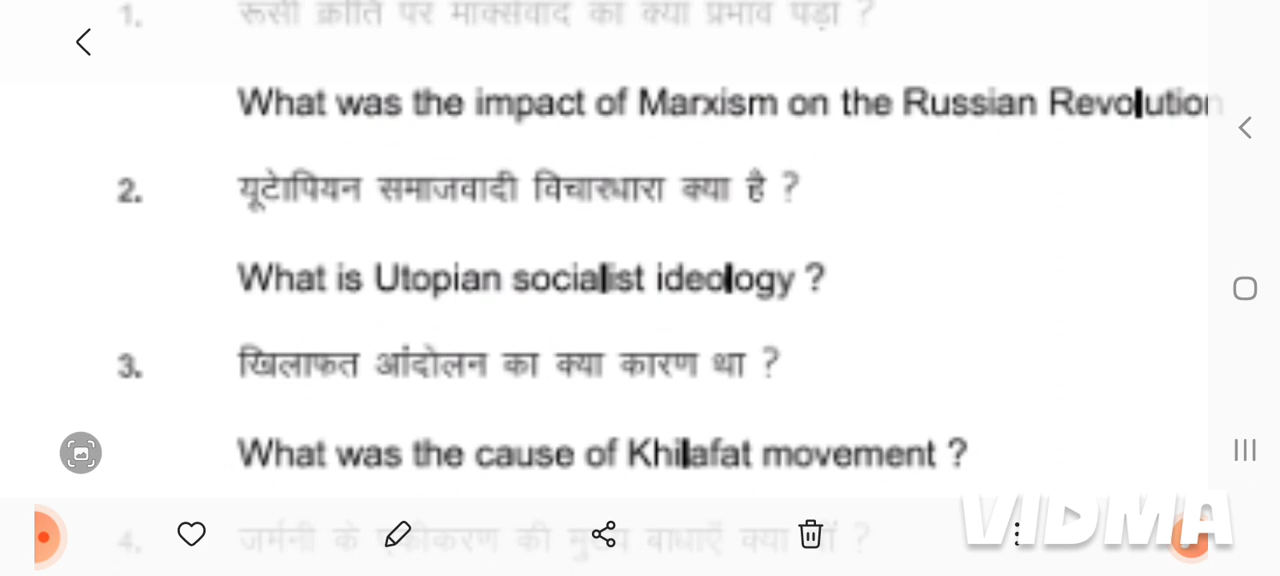 1. रूसी क्रांति पर मार्क्सवाद का क्या प्रभाव पड़ा ?
What was the impact of Marxism on the Russian Revolution
2. यूटोपियन समाजवादी विचारधारा क्या है ?
What is Utopian socialist ideology ?
3. खिलाफत आंदोलन का क्या कारण था ?
What was the cause of Khilafat movement ?
4. जर्मनी के एकीकरण की मुख्य बाधाएँ क्या थीं ?
VIDMA